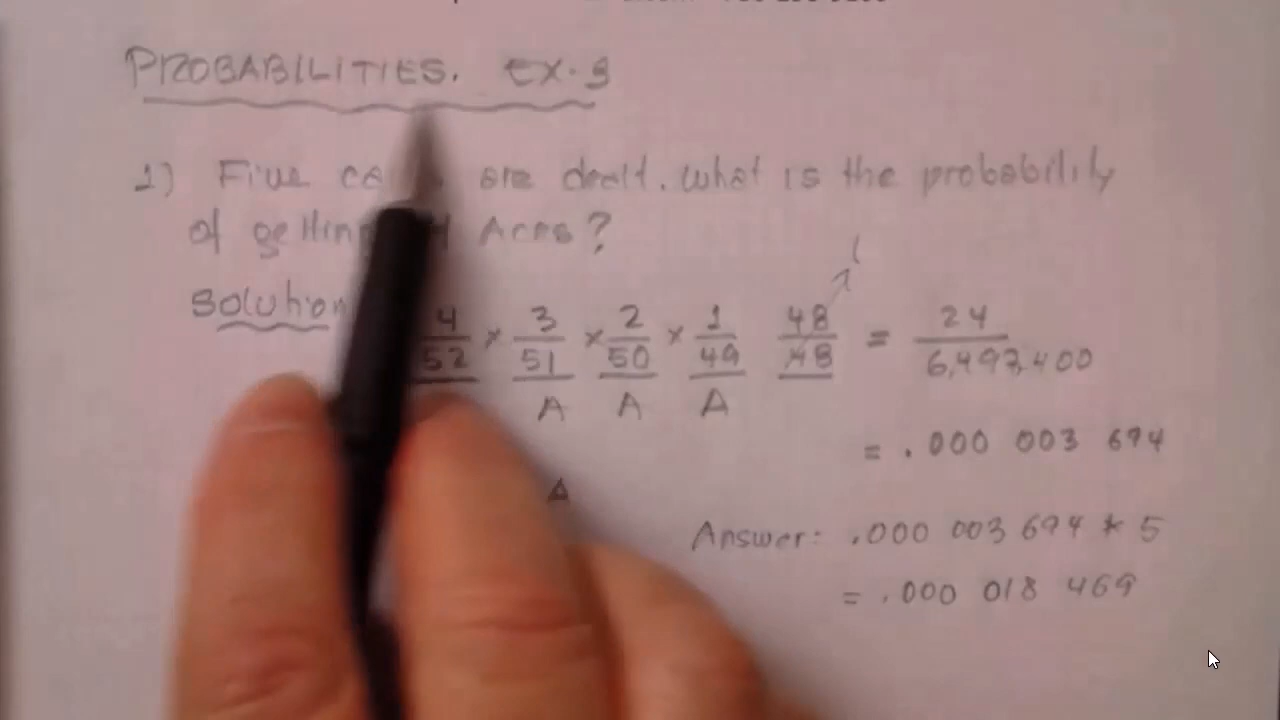 PROBABILITIES. EX. 3
1) Five are dealt. what is the probability
of Aces?
Solution
4/52 × 3/51 × 2/50 × 1/49 48/48 = 24/6,497,400
A A A
1
= .000 003 694
Answer: .000 003 694 * 5
= .000 018 469